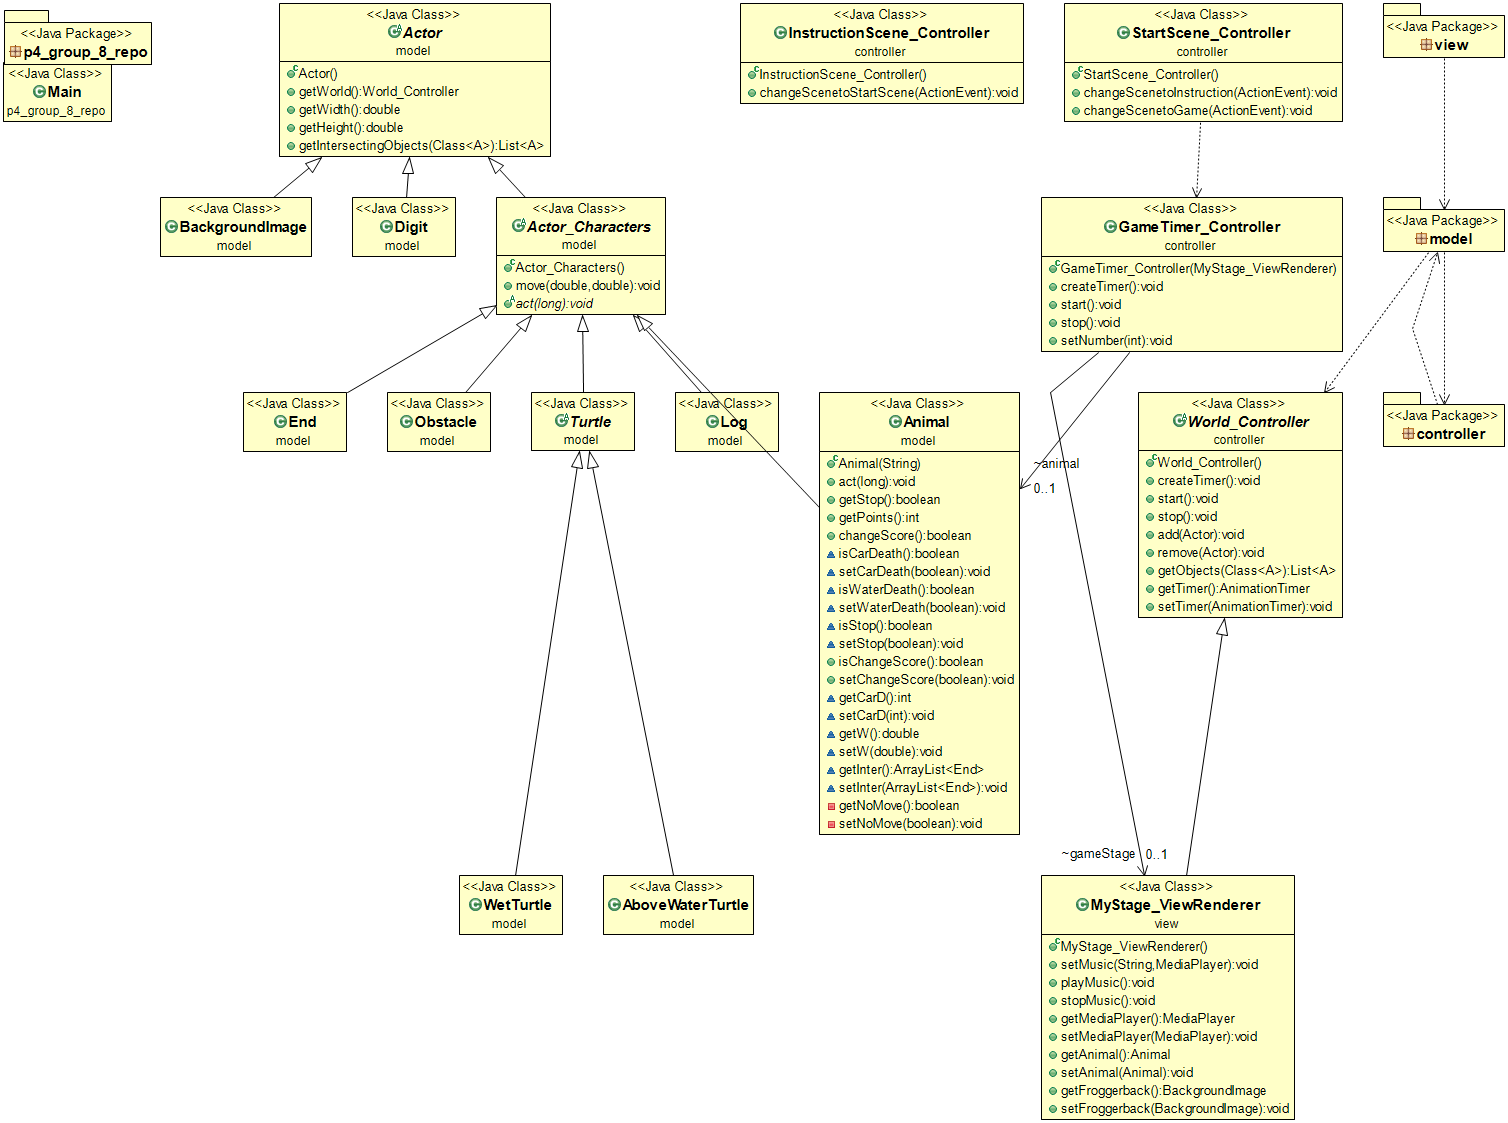 <<Java Package>>
p4_group_8_repo
<<Java Class>>
Main
p4_group_8_repo
<<Java Class>>
Actor
model
Actor()
getWorld():World_Controller
getWidth():double
getHeight():double
getIntersectingObjects(Class<A>):List<A>
<<Java Class>>
InstructionScene_Controller
controller
InstructionScene_Controller()
changeScenetoStartScene(ActionEvent):void
<<Java Class>>
StartScene_Controller
controller
StartScene_Controller()
changeScenetoInstruction(ActionEvent):void
changeScenetoGame(ActionEvent):void
<<Java Package>>
view
<<Java Class>>
BackgroundImage
model
<<Java Class>>
Digit
model
<<Java Class>>
Actor_Characters
model
Actor_Characters()
move(double,double):void
act(long):void
<<Java Class>>
GameTimer_Controller
controller
GameTimer_Controller(MyStage_ViewRenderer)
createTimer():void
start():void
stop():void
setNumber(int):void
<<Java Package>>
model
<<Java Class>>
End
model
<<Java Class>>
Obstacle
model
<<Java Class>>
Turtle
model
<<Java Class>>
Log
model
<<Java Class>>
Animal
model
Animal(String)
act(long):void
getStop():boolean
getPoints():int
changeScore():boolean
isCarDeath():boolean
setCarDeath(boolean):void
isWaterDeath():boolean
setWaterDeath(boolean):void
isStop():boolean
setStop(boolean):void
isChangeScore():boolean
setChangeScore(boolean):void
getCarD():int
setCarD(int):void
getW():double
setW(double):void
getInter():ArrayList<End>
setInter(ArrayList<End>):void
getNoMove():boolean
setNoMove(boolean):void
~animal
0..1
<<Java Class>>
World_Controller
controller
World_Controller()
createTimer():void
start():void
stop():void
add(Actor):void
remove(Actor):void
getObjects(Class<A>):List<A>
getTimer():AnimationTimer
setTimer(AnimationTimer):void
<<Java Package>>
controller
<<Java Class>>
WetTurtle
model
<<Java Class>>
AboveWaterTurtle
model
~gameStage
0..1
<<Java Class>>
MyStage_ViewRenderer
view
MyStage_ViewRenderer()
setMusic(String,MediaPlayer):void
playMusic():void
stopMusic():void
getMediaPlayer():MediaPlayer
setMediaPlayer(MediaPlayer):void
getAnimal():Animal
setAnimal(Animal):void
getFroggerback():BackgroundImage
setFroggerback(BackgroundImage):void